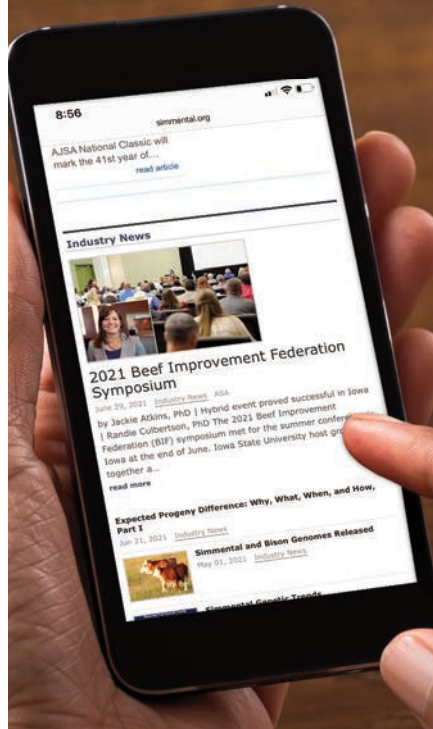 8:56
simmental.org
AJSA National Classic will
mark the 41st year of...
read article
Industry News
2021 Beef Improvement Federation
Symposium
June 29, 2021 Industry News ASA
by Jackie Atkins, PhD | Hybrid event proved successful in Iowa
| Randie Culbertson, PhD The 2021 Beef Improvement
Federation (BIF) symposium met for the summer
Iowa at the end of June. Iowa State University host
together a...
read more
Expected Progeny Difference: Why, What, When, and How,
Part I
Jun 21, 2021 Industry News
Simmental and Bison Genomes Released
May 01, 2021 Industry News
Simmental Genetic Trends